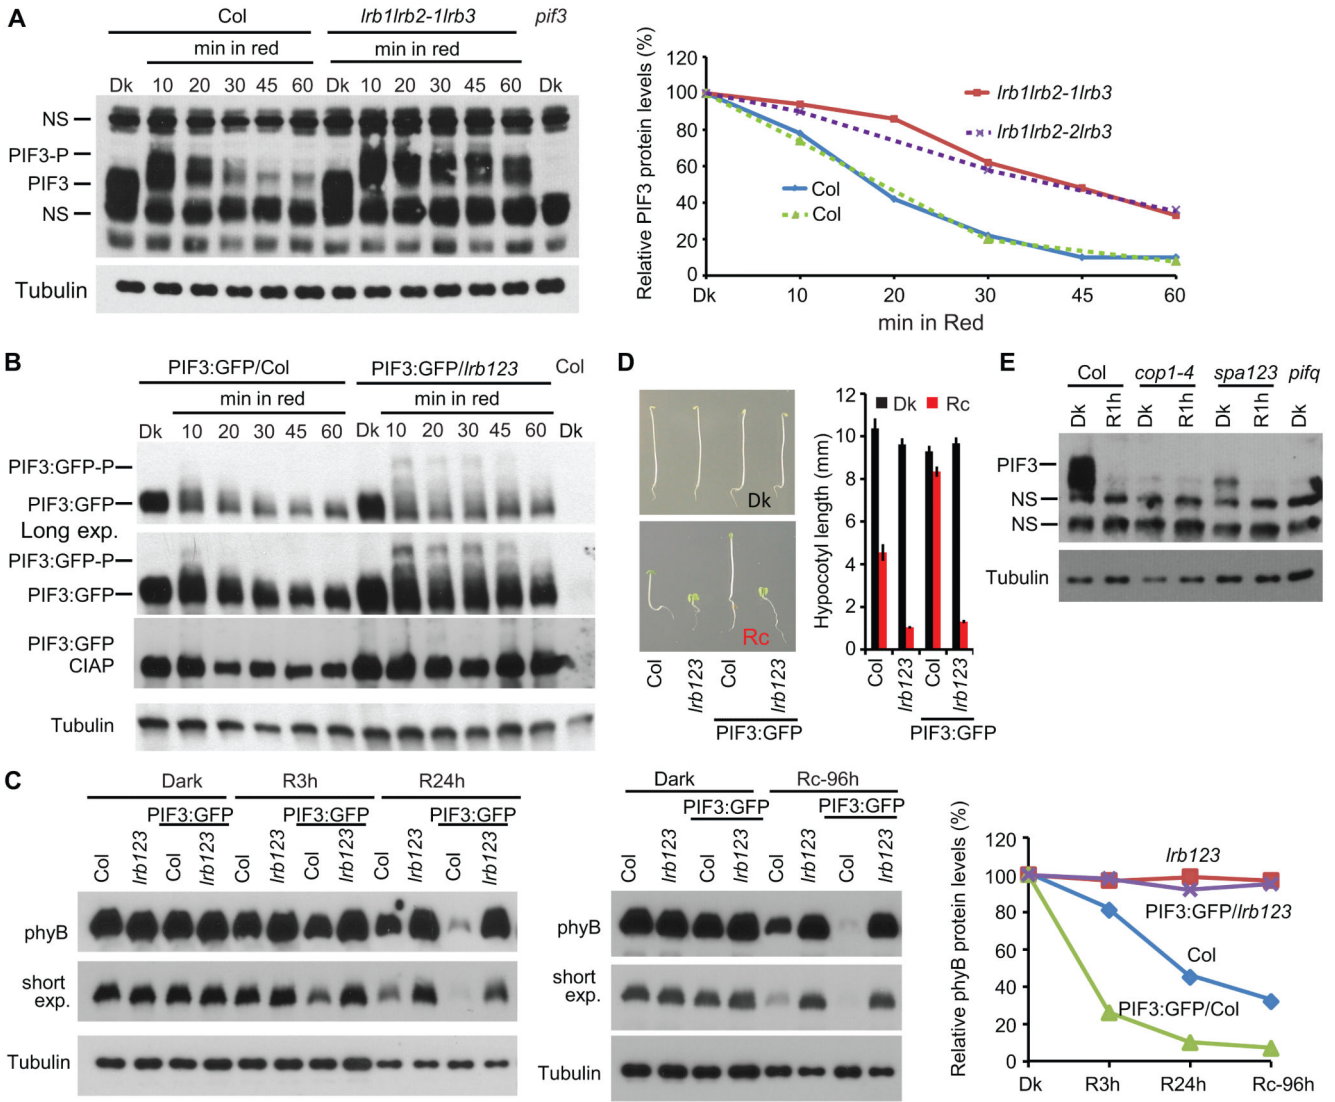 A
Col
lrb1lrb2-1lrb3
pif3
min in red
min in red
Dk 10 20 30 45 60 Dk 10 20 30 45 60 Dk
NS
PIF3-P
PIF3
NS
Tubulin
Relative PIF3 protein levels (%)
120
100
80
60
40
20
0
lrb1lrb2-1lrb3
lrb1lrb2-2lrb3
Col
Col
Dk 10 20 30 45 60
min in Red
B
PIF3:GFP/Col
PIF3:GFP/lrb123
Col
min in red
min in red
Dk 10 20 30 45 60 Dk 10 20 30 45 60 Dk
PIF3:GFP-P
PIF3:GFP
Long exp.
PIF3:GFP-P
PIF3:GFP
PIF3:GFP
CIAP
Tubulin
D
Dk
Rc
Col
lrb123
Col
lrb123
PIF3:GFP
Hypocotyl length (mm)
12
10
8
6
4
2
0
Dk Rc
Col
lrb123
Col
lrb123
PIF3:GFP
E
Col cop1-4 spa123 pifq
Dk R1h Dk R1h Dk R1h Dk
PIF3
NS
NS
Tubulin
C
Dark R3h R24h
PIF3:GFP PIF3:GFP PIF3:GFP
Col lrb123 Col lrb123 Col lrb123 Col lrb123 Col lrb123 Col lrb123
phyB
short
exp.
Tubulin
Dark Rc-96h
PIF3:GFP PIF3:GFP
Col lrb123 Col lrb123 Col lrb123 Col lrb123
phyB
short
exp.
Tubulin
Relative phyB protein levels (%)
120
100
80
60
40
20
0
lrb123
PIF3:GFP/lrb123
Col
PIF3:GFP/Col
Dk R3h R24h Rc-96h